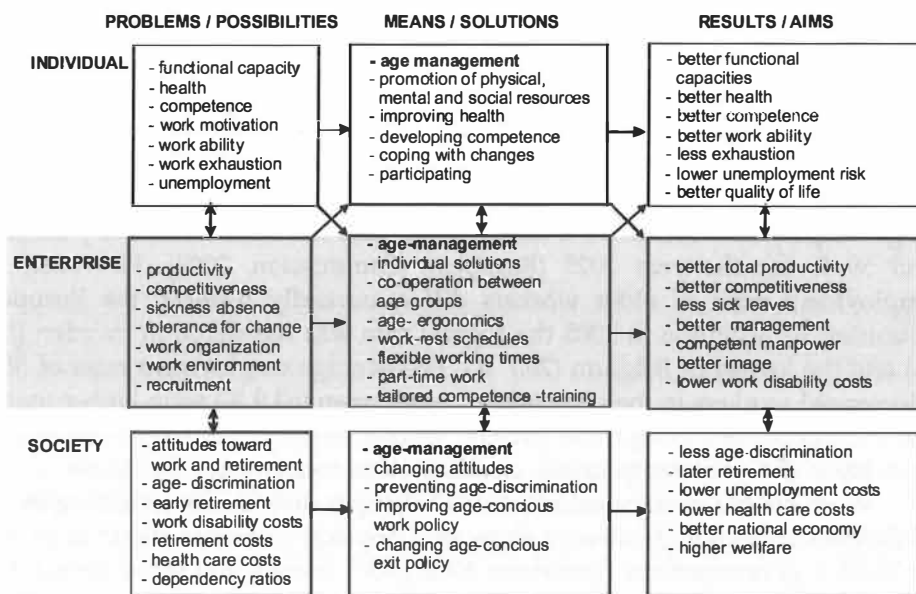 PROBLEMS / POSSIBILITIES
MEANS / SOLUTIONS
RESULTS / AIMS
INDIVIDUAL
- functional capacity
- health
- competence
- work motivation
- work ability
- work exhaustion
- unemployment
- age management
- promotion of physical,
mental and social resources
- improving health
- developing competence
- coping with changes
- participating
- better functional
capacities
- better health
- better competence
- better work ability
- less exhaustion
- lower unemployment risk
- better quality of life
ENTERPRISE
- productivity
- competitiveness
- sickness absence
- tolerance for change
- work organization
- work environment
- recruitment
- age-management
- individual solutions
- co-operation between
age groups
- age-ergonomics
- work-rest schedules
- flexible working times
- part-time work
- tailored competence -training
- better total productivity
- better competitiveness
- less sick leaves
- better management
- competent manpower
- better image
- lower work disability costs
SOCIETY
- attitudes toward
work and retirement
- age- discrimination
- early retirement
- work disability costs
- retirement costs
- health care costs
- dependency ratios
- age-management
- changing attitudes
- preventing age-discrimination
- improving age-concious
work policy
- changing age-concious
exit policy
- less age-discrimination
- later retirement
- lower unemployment costs
- lower health care costs
- better national economy
- higher wellfare